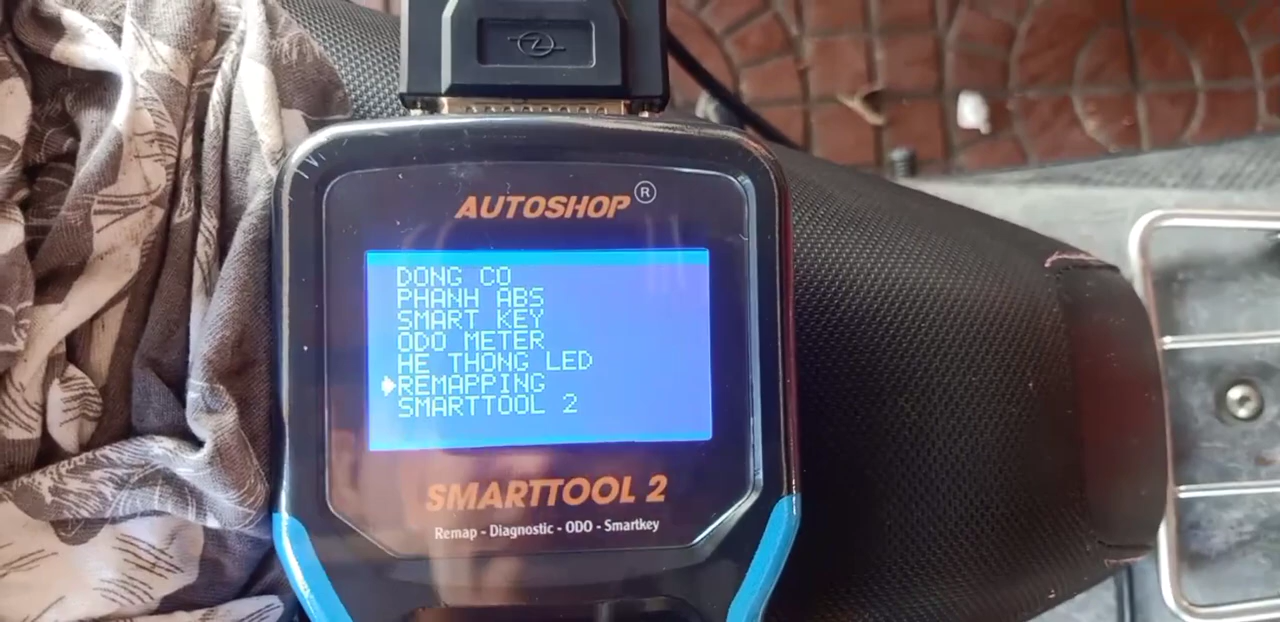 AUTOSHOP ®
DONG CO
PHANH ABS
SMART KEY
ODO METER
HE THONG LED
REMAPPING
SMARTTOOL 2
SMARTTOOL 2
Remap - Diagnostic - ODO - Smartkey